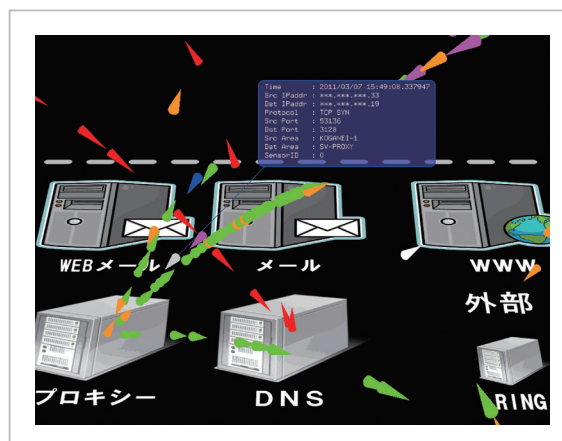 Time : 2011/03/07 15:49:08.337947
Src IPaddr : ***.***.***.33
Dst IPaddr : ***.***.***.19
Protocol : TCP SYN
Src Port : 53136
Dst Port : 3128
Src Area : KOGANEI-1
Dst Area : SV-PROXY
SensorID : 0
WEBメール
メール
WWW
外部
プロキシー
DNS
RING